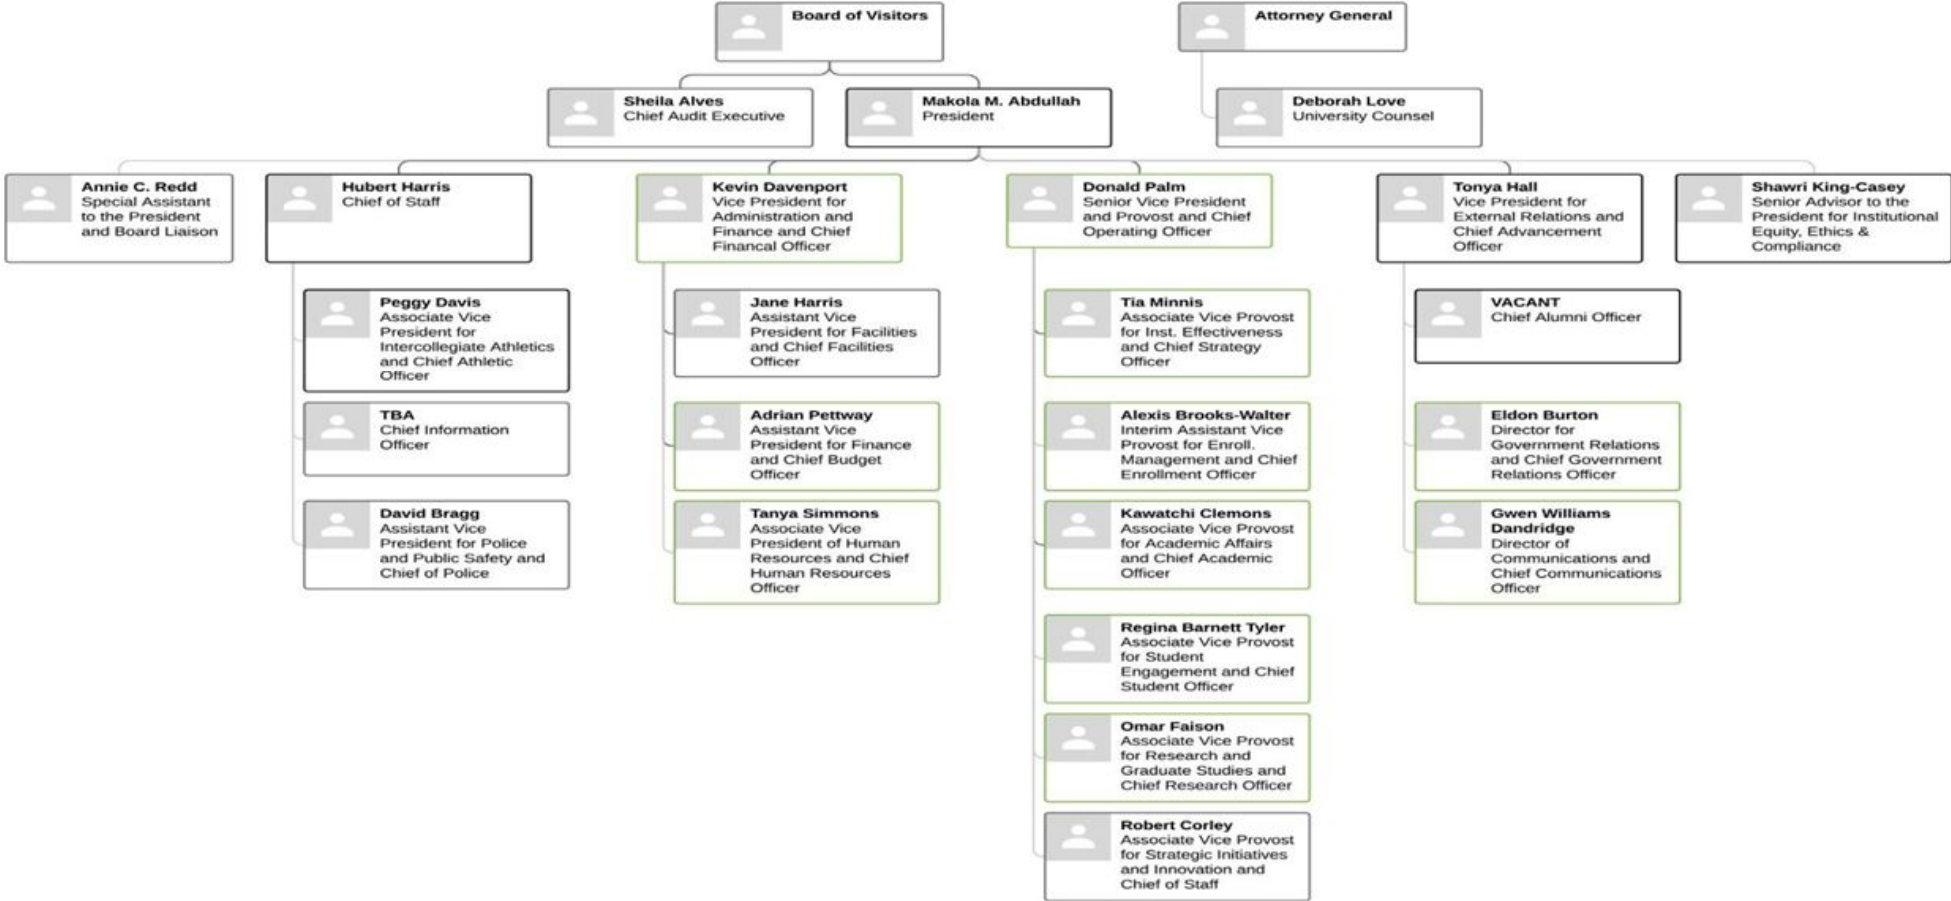 Board of Visitors
Attorney General
Sheila Alves
Chief Audit Executive
Makola M. Abdullah
President
Deborah Love
University Counsel
Annie C. Redd
Special Assistant
to the President
and Board Liaison
Hubert Harris
Chief of Staff
Kevin Davenport
Vice President for
Administration and
Finance and Chief
Financal Officer
Donald Palm
Senior Vice President
and Provost and Chief
Operating Officer
Tonya Hall
Vice President for
External Relations and
Chief Advancement
Officer
Shawri King-Casey
Senior Advisor to the
President for Institutional
Equity, Ethics &
Compliance
Peggy Davis
Associate Vice
President for
Intercollegiate Athletics
and Chief Athletic
Officer
TBA
Chief Information
Officer
David Bragg
Assistant Vice
President for Police
and Public Safety and
Chief of Police
Jane Harris
Assistant Vice
President for Facilities
and Chief Facilities
Officer
Adrian Pettway
Assistant Vice
President for Finance
and Chief Budget
Officer
Tanya Simmons
Associate Vice
President of Human
Resources and Chief
Human Resources
Officer
Tia Minnis
Associate Vice Provost
for Inst. Effectiveness
and Chief Strategy
Officer
Alexis Brooks-Walter
Interim Assistant Vice
Provost for Enroll.
Management and Chief
Enrollment Officer
Kawatchi Clemons
Associate Vice Provost
for Academic Affairs
and Chief Academic
Officer
Regina Barnett Tyler
Associate Vice Provost
for Student
Engagement and Chief
Student Officer
Omar Faison
Associate Vice Provost
for Research and
Graduate Studies and
Chief Research Officer
Robert Corley
Associate Vice Provost
for Strategic Initiatives
and Innovation and
Chief of Staff
VACANT
Chief Alumni Officer
Eldon Burton
Director for
Government Relations
and Chief Government
Relations Officer
Gwen Williams
Dandridge
Director of
Communications and
Chief Communications
Officer